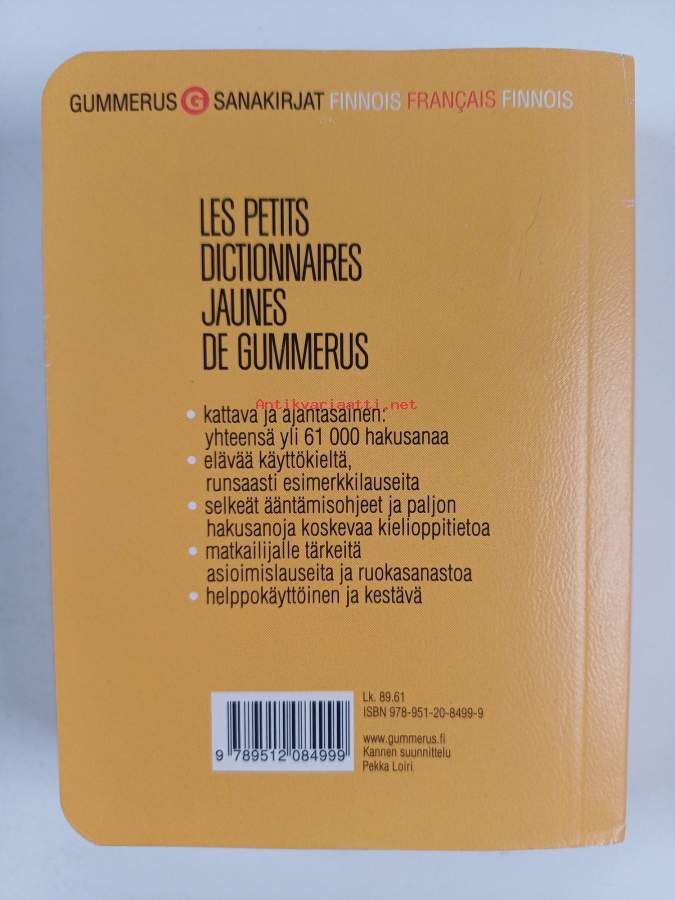 GUMMERUS G SANAKIRJAT FINNOIS FRANÇAIS FINNOIS
LES PETITS
DICTIONNAIRES
JAUNES
DE GUMMERUS
Antikvariaatti.net
• kattava ja ajantasainen:
yhteensä yli 61 000 hakusanaa
• elävää käyttökieltä,
runsaasti esimerkkilauseita
• selkeät ääntämisohjeet ja paljon
hakusanoja koskevaa kielioppitietoa
• matkailijalle tärkeitä
asioimislauseita ja ruokasanastoa
• helppokäyttöinen ja kestävä
Lk. 89.61
ISBN 978-951-20-8499-9
www.gummerus.fi
Kannen suunnittelu
Pekka Loiri
9 789512 084999